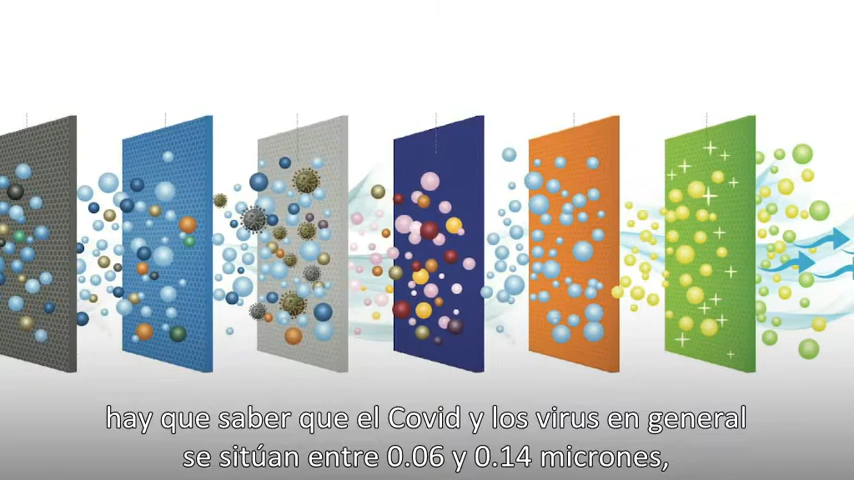 hay que saber que el Covid y los virus en general
se sitúan entre 0.06 y 0.14 micrones,